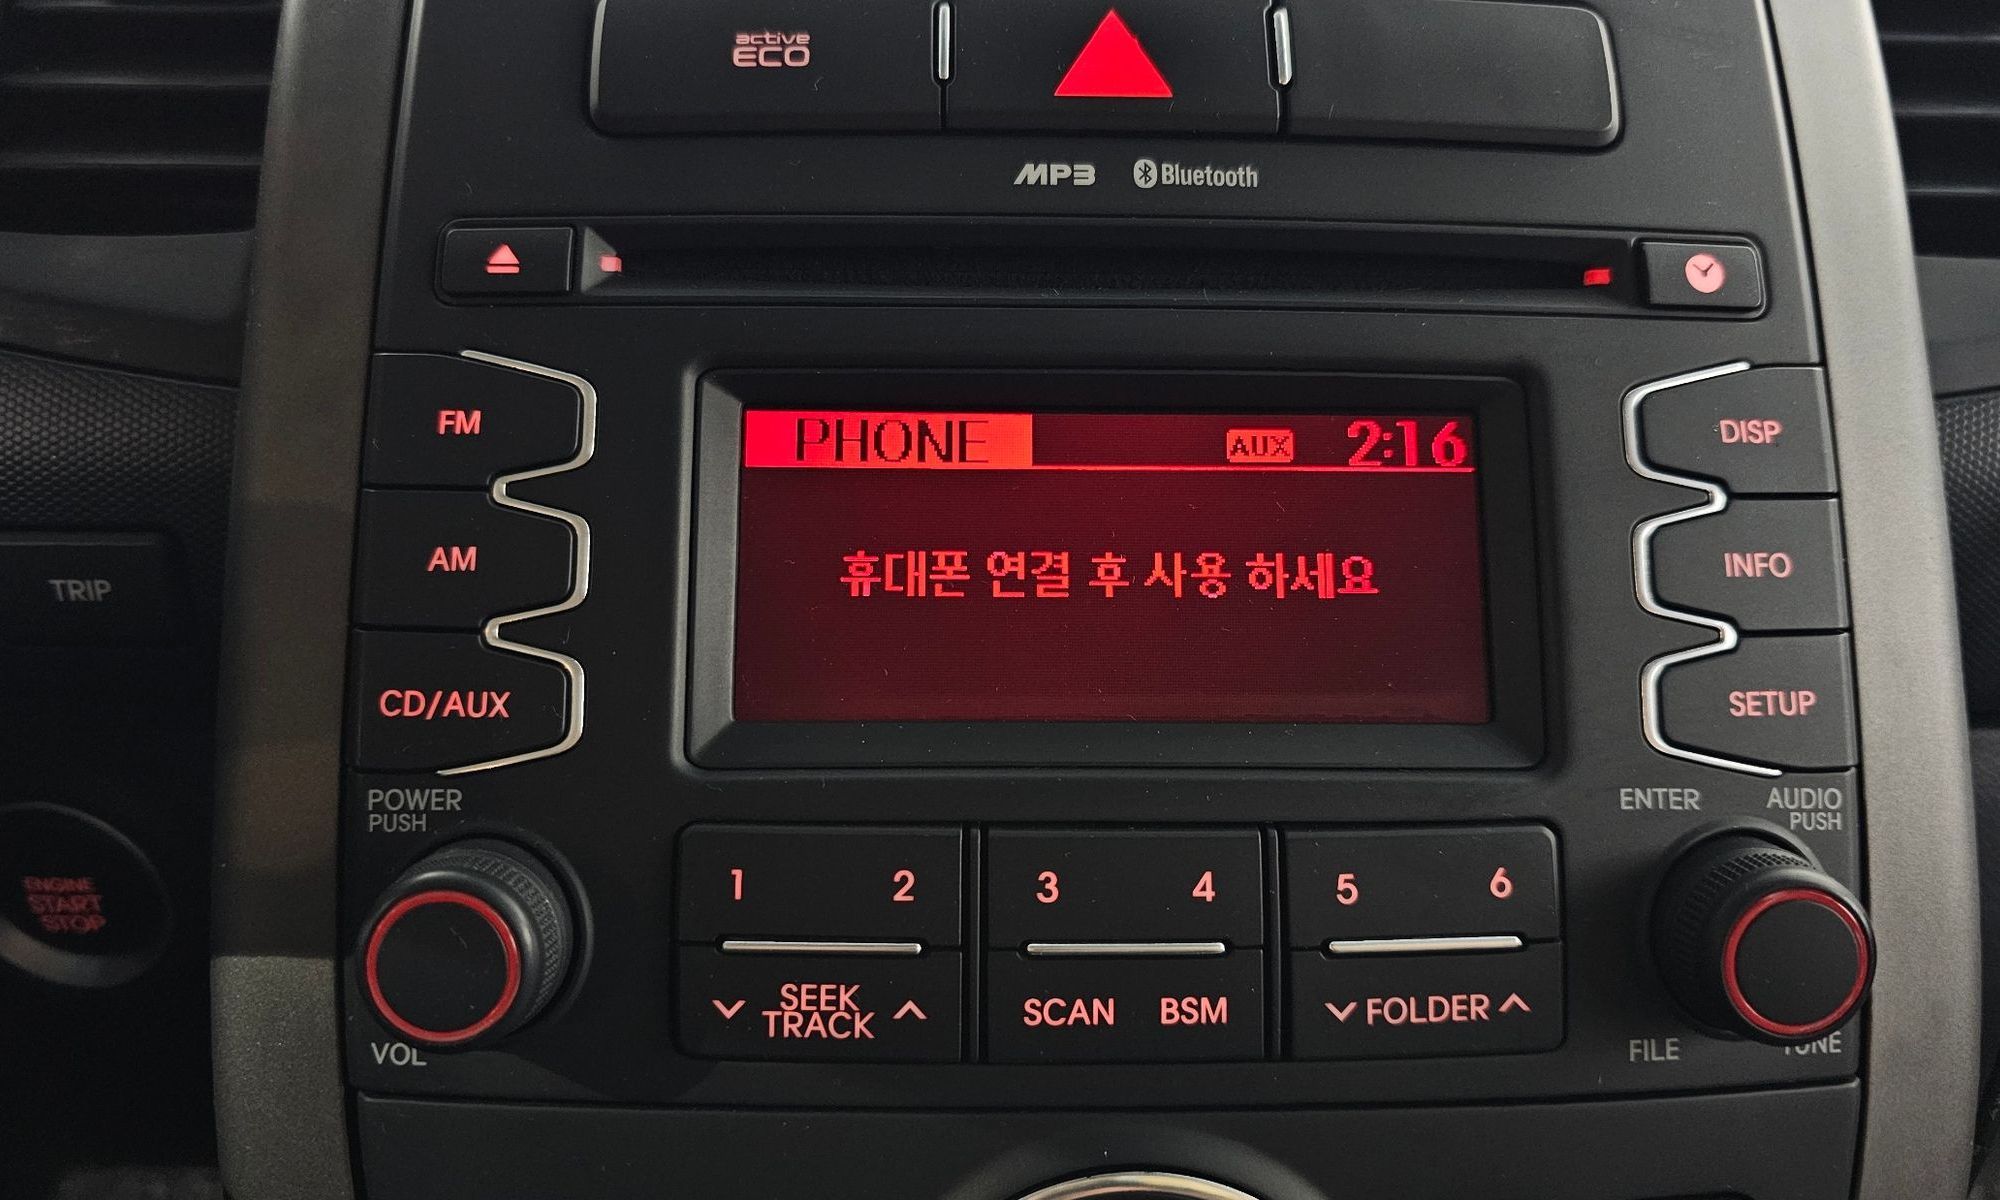 active
ECO
MP3 Bluetooth
FM
AM
CD/AUX
PHONE AUX 2:16
휴대폰 연결 후 사용 하세요
DISP
INFO
SETUP
TRIP
POWER
PUSH
ENGINE
START
STOP
VOL
1 2 3 4 5 6
SEEK
TRACK
SCAN BSM
FOLDER
ENTER
AUDIO
PUSH
FILE
TUNE